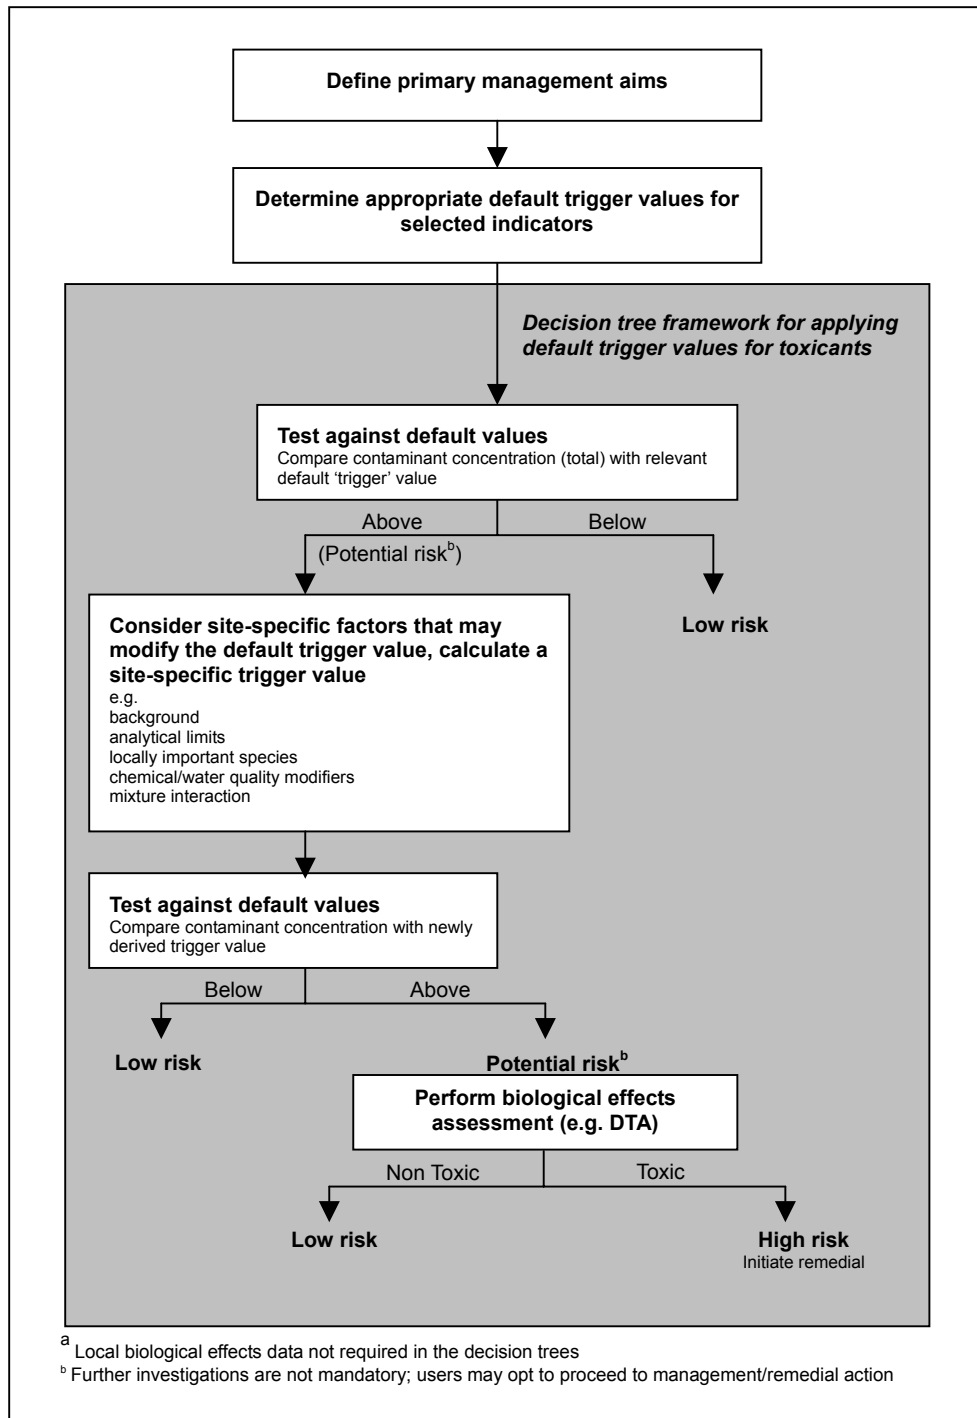 Define primary management aims
Determine appropriate default trigger values for
selected indicators
Decision tree framework for applying
default trigger values for toxicants
Test against default values
Compare contaminant concentration (total) with relevant
default ‘trigger’ value
Above
Below
(Potential riskᵇ)
Low risk
Consider site-specific factors that may
modify the default trigger value, calculate a
site-specific trigger value
e.g.
background
analytical limits
locally important species
chemical/water quality modifiers
mixture interaction
Test against default values
Compare contaminant concentration with newly
derived trigger value
Below
Above
Low risk
Potential riskᵇ
Perform biological effects
assessment (e.g. DTA)
Non Toxic
Toxic
Low risk
High risk
Initiate remedial
ᵃ Local biological effects data not required in the decision trees
ᵇ Further investigations are not mandatory; users may opt to proceed to management/remedial action